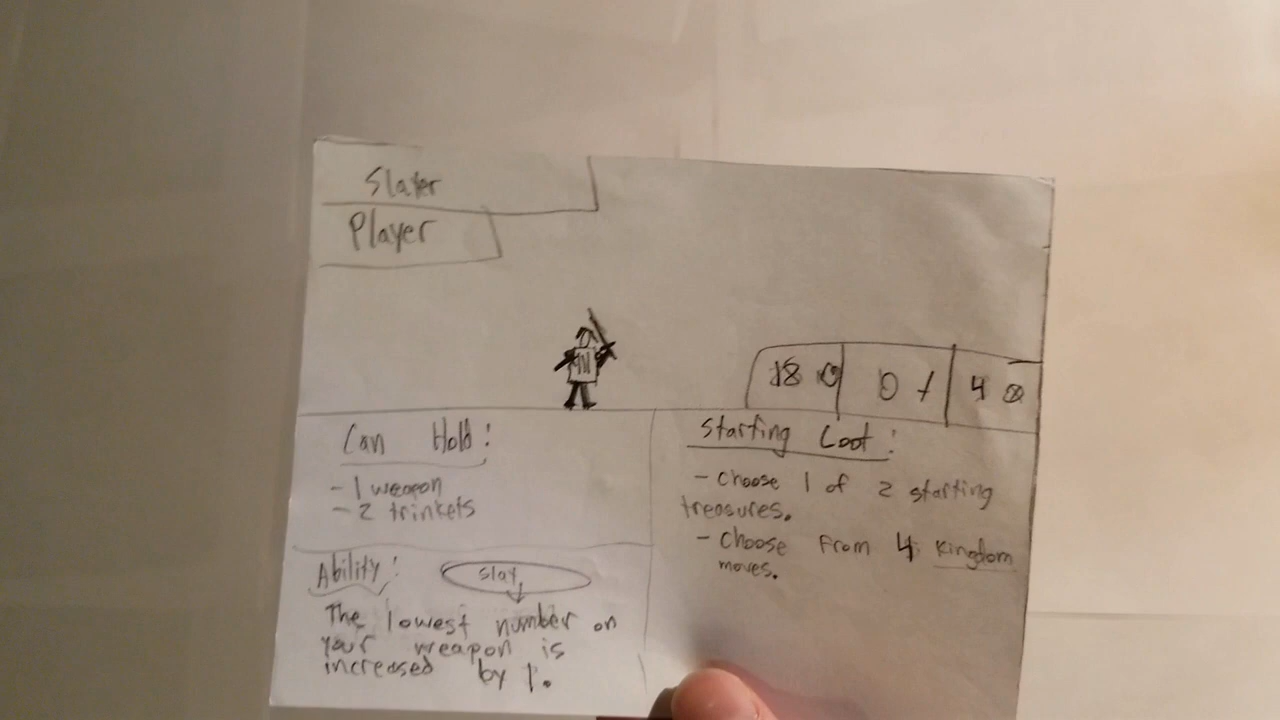 Slayer
Player
18 0 / 4
Can Hold:
- 1 weapon
- 2 trinkets
Starting Loot:
- Choose 1 of 2 starting
treasures.
- Choose from 4 Kingdom
moves.
Ability:
slay
The lowest number on
your weapon is
increased by 1.